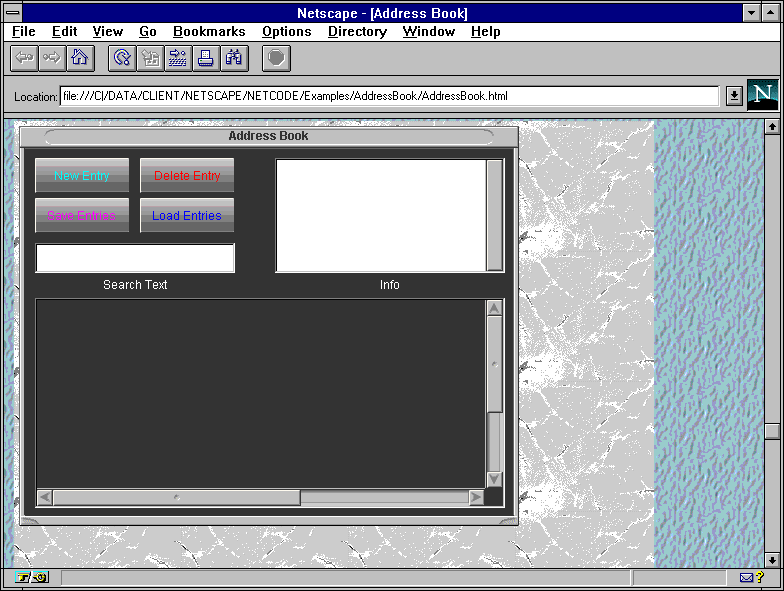 Netscape - [Address Book]
File Edit View Go Bookmarks Options Directory Window Help
Location: file:///C|/DATA/CLIENT/NETSCAPE/NETCODE/Examples/AddressBook/AddressBook.html
N
Address Book
New Entry Delete Entry
Save Entries Load Entries
Search Text Info
?